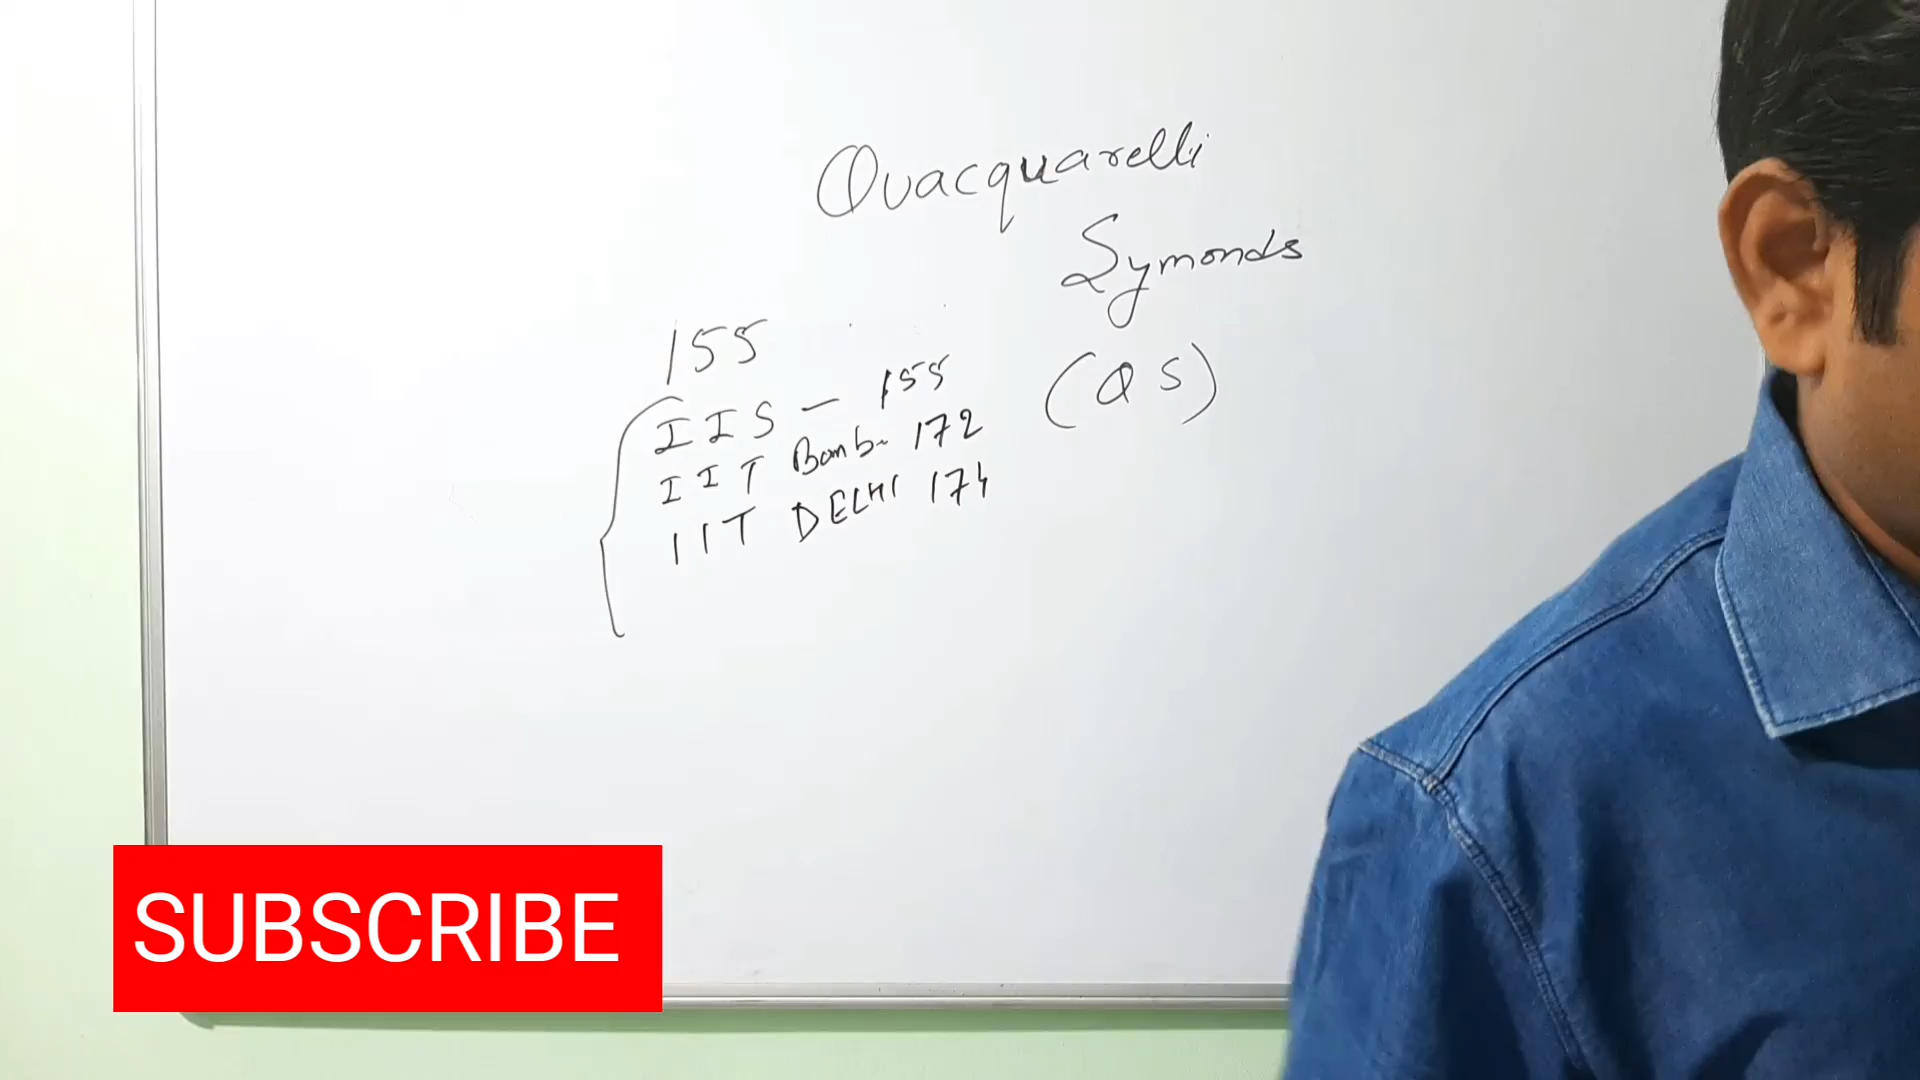 Quacquarelli
Symonds
(QS)
155
IIS - 155
IIT Bomb 172
IIT DELHI 174
SUBSCRIBE